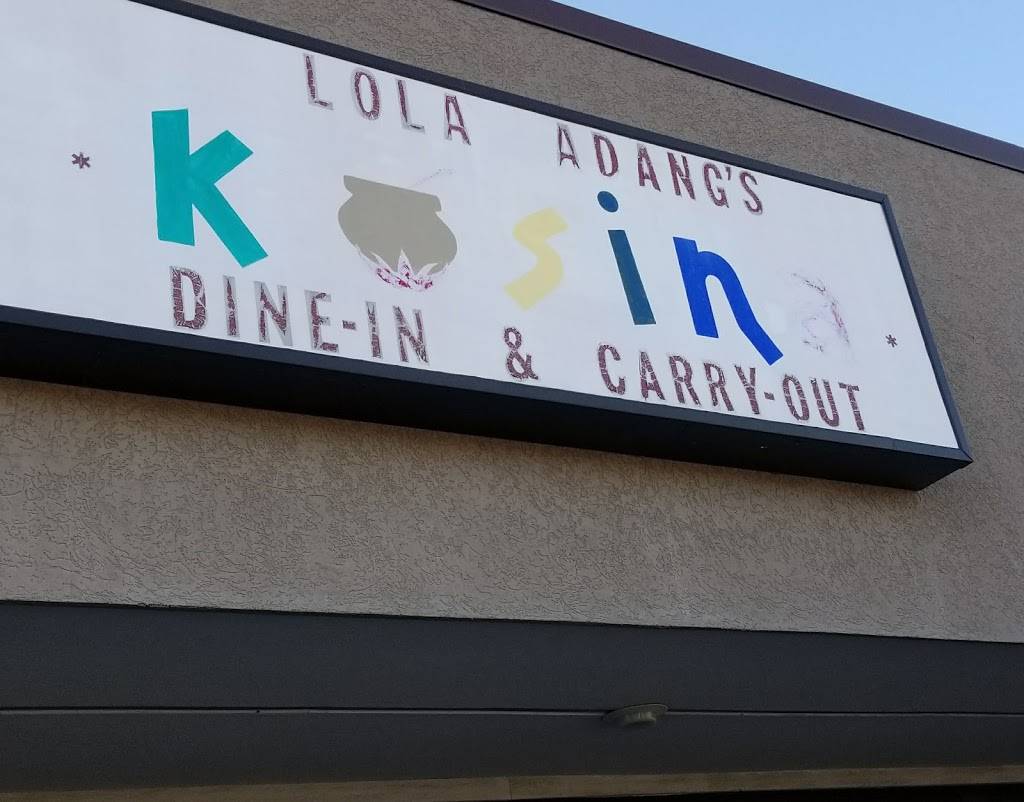 LOLA ADANG'S
* K sin *
DINE-IN & CARRY-OUT